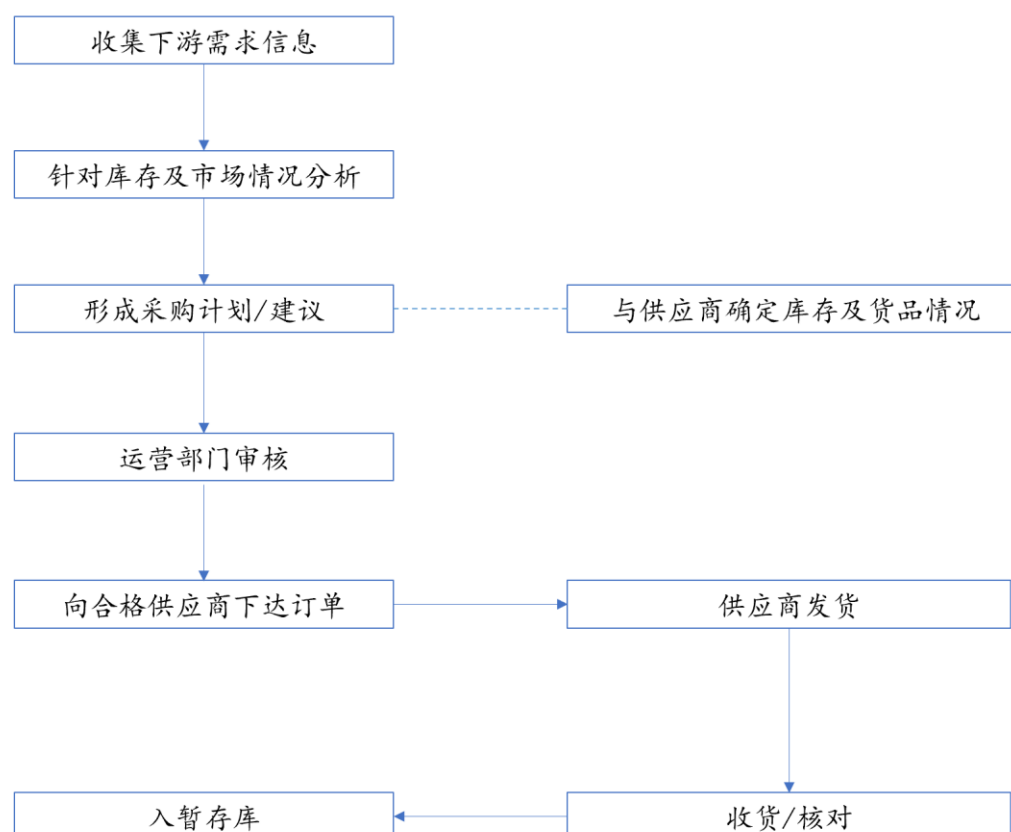 收集下游需求信息
针对库存及市场情况分析
形成采购计划/建议
与供应商确定库存及货品情况
运营部门审核
向合格供应商下达订单
供应商发货
收货/核对
入暂存库